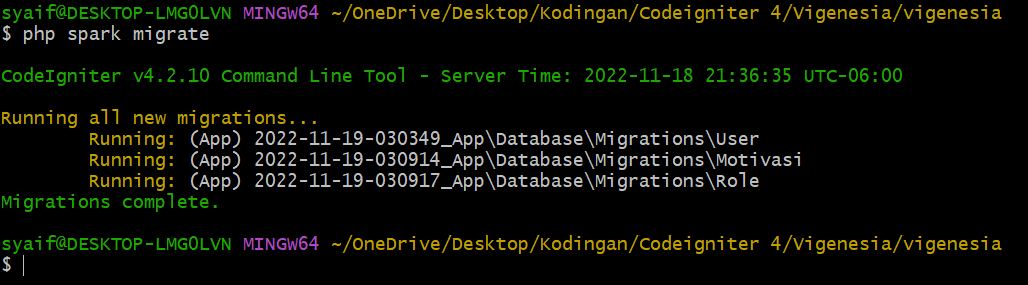 syaif@DESKTOP-LMG0LVN MINGW64 ~/OneDrive/Desktop/Kodingan/Codeigniter 4/Vigenesia/vigenesia
$ php spark migrate
CodeIgniter v4.2.10 Command Line Tool - Server Time: 2022-11-18 21:36:35 UTC-06:00
Running all new migrations...
Running: (App) 2022-11-19-030349_App\Database\Migrations\User
Running: (App) 2022-11-19-030914_App\Database\Migrations\Motivasi
Running: (App) 2022-11-19-030917_App\Database\Migrations\Role
Migrations complete.
syaif@DESKTOP-LMG0LVN MINGW64 ~/OneDrive/Desktop/Kodingan/Codeigniter 4/Vigenesia/vigenesia
$